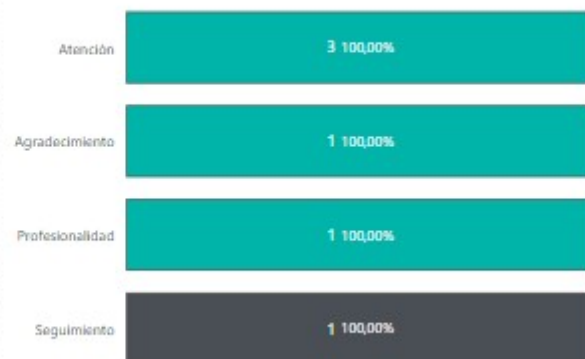 Atención 3 100,00%
Agradecimiento 1 100,00%
Profesionalidad 1 100,00%
Seguimiento 1 100,00%